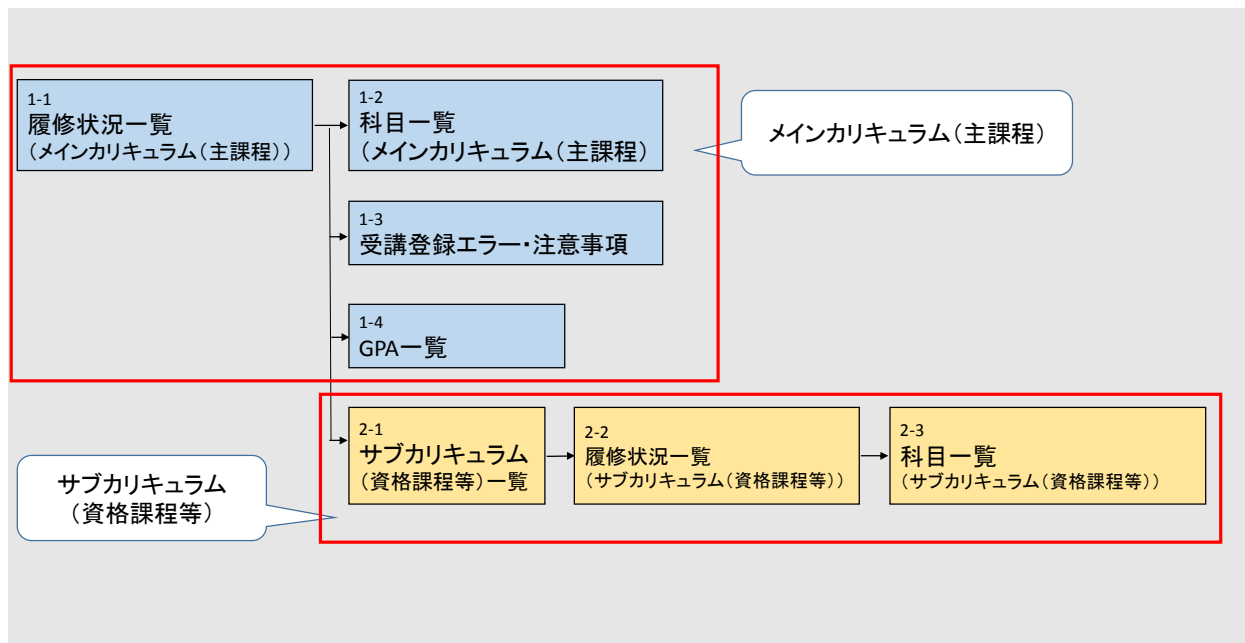 1-1
履修状況一覧
(メインカリキュラム(主課程))
1-2
科目一覧
(メインカリキュラム(主課程)
メインカリキュラム(主課程)
1-3
受講登録エラー・注意事項
1-4
GPA一覧
2-1
サブカリキュラム
(資格課程等)一覧
2-2
履修状況一覧
(サブカリキュラム(資格課程等))
2-3
科目一覧
(サブカリキュラム(資格課程等))
サブカリキュラム
(資格課程等)